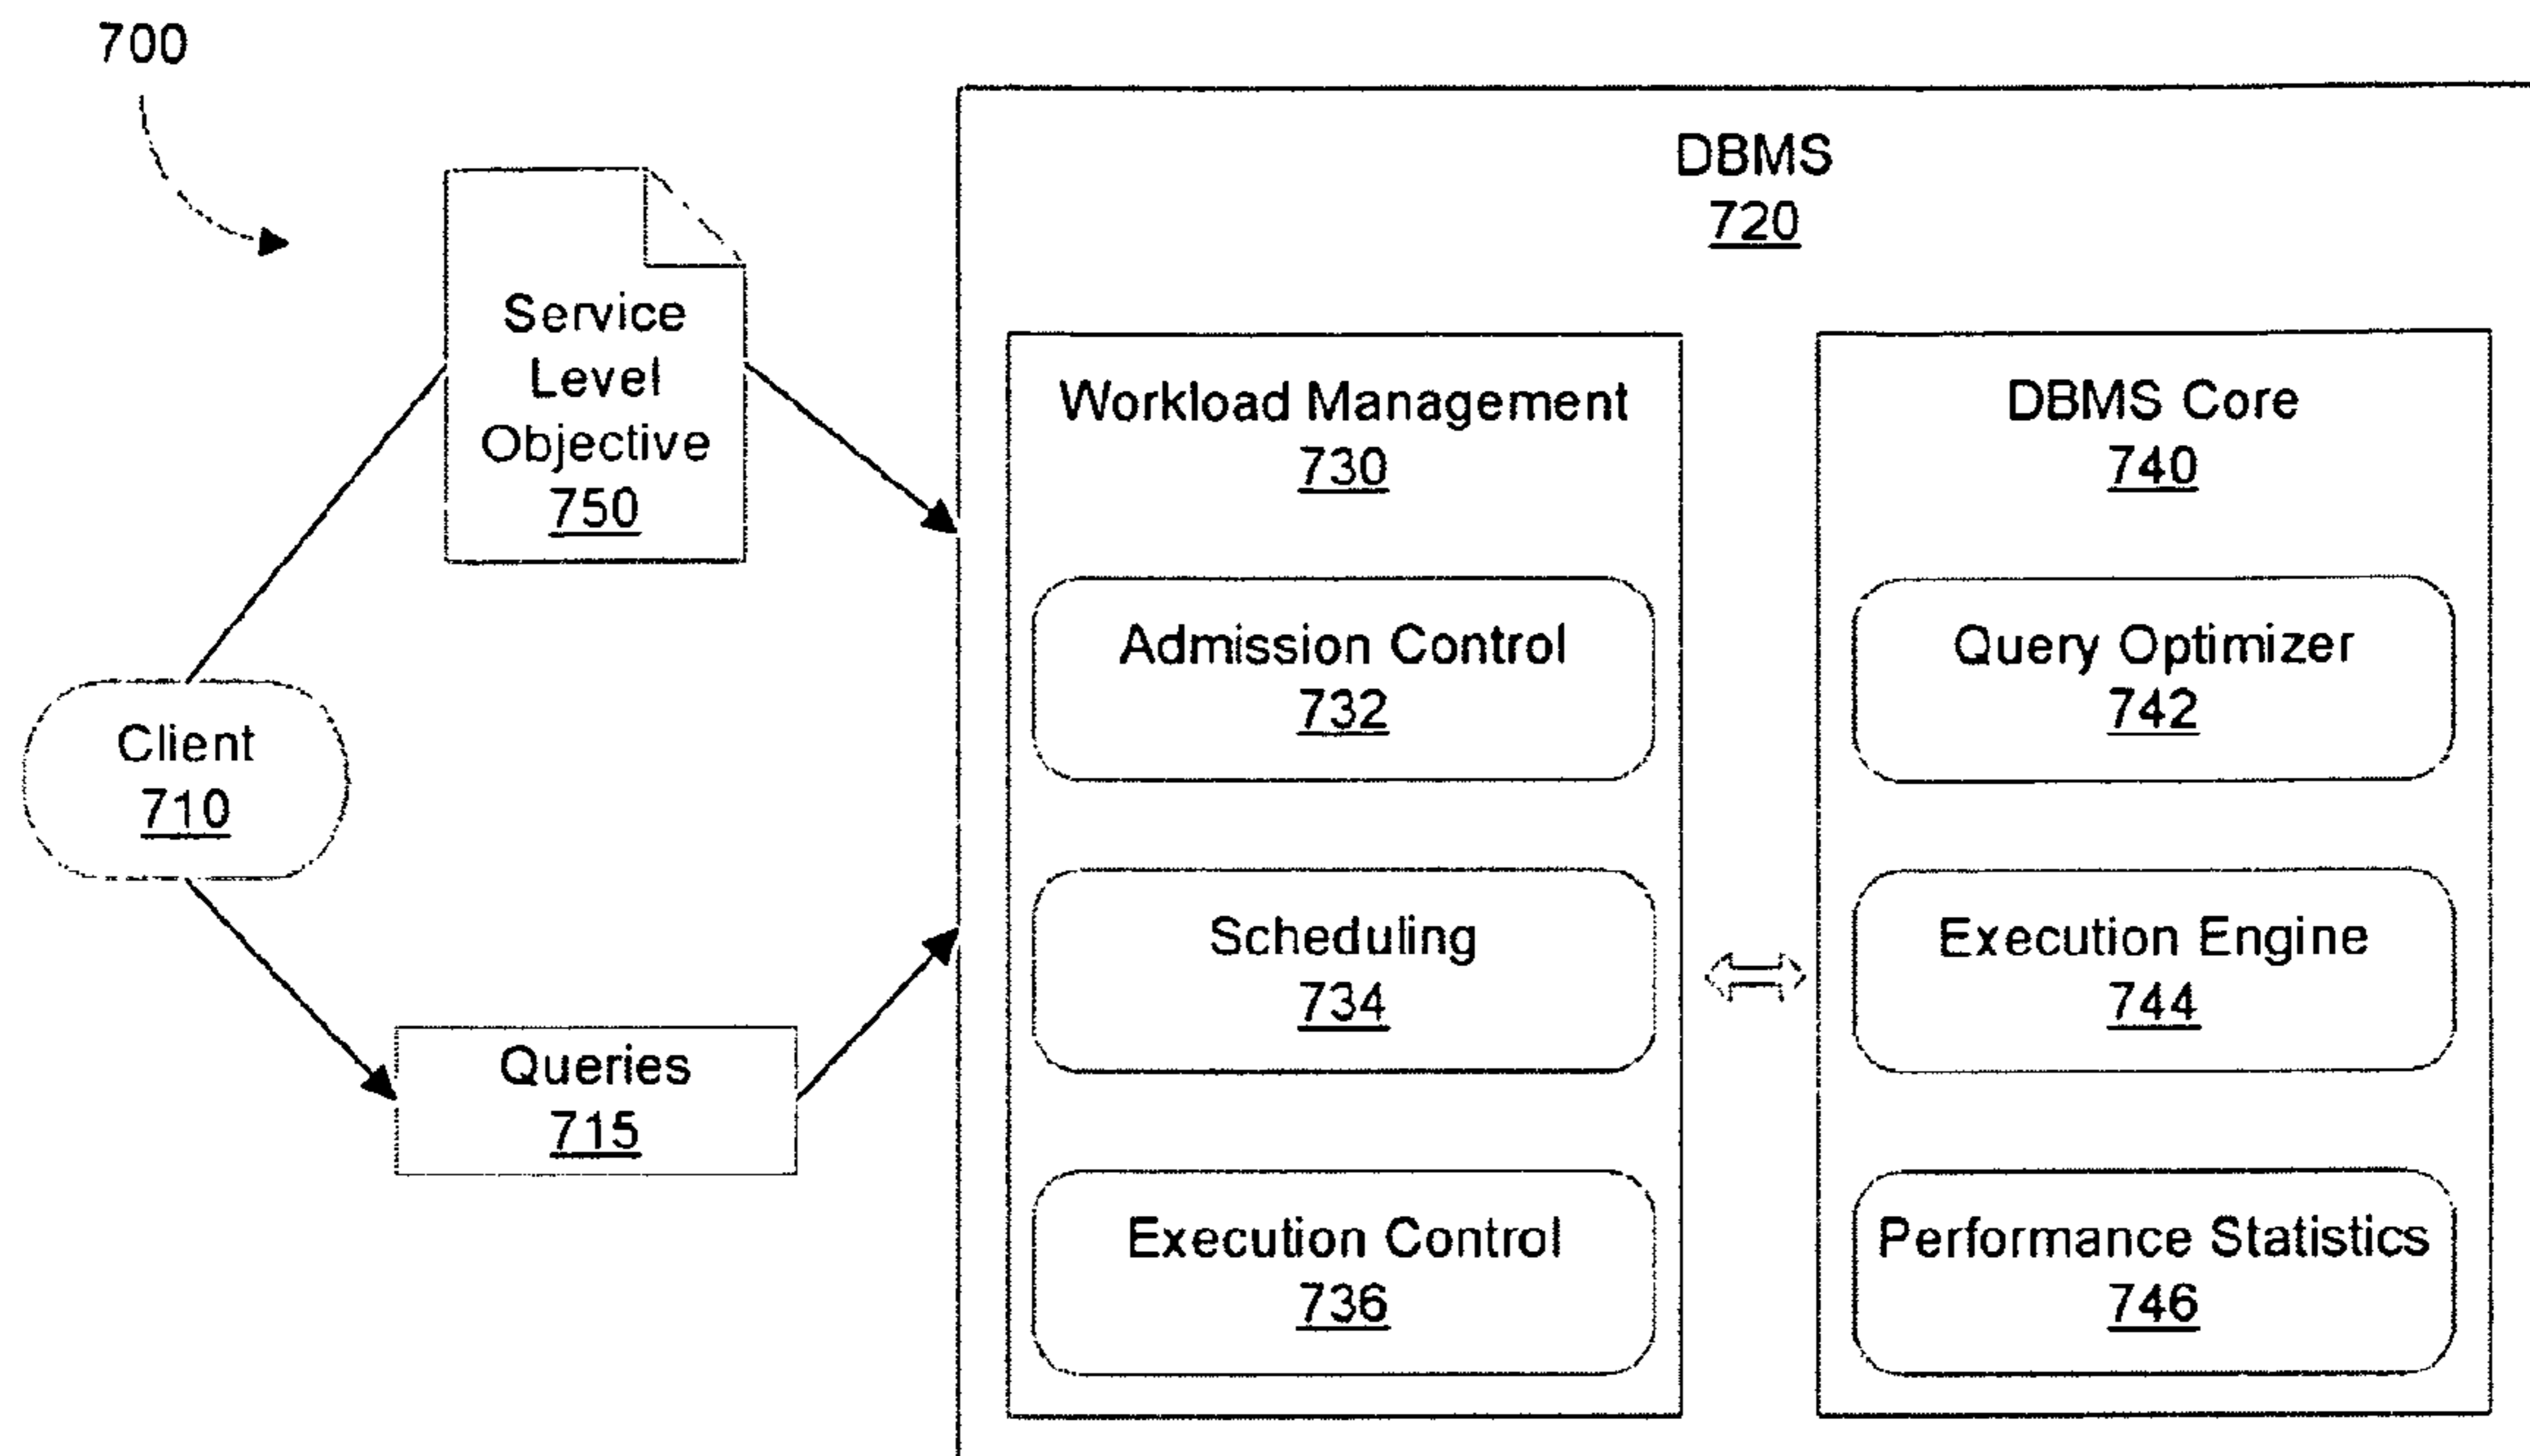 700
DBMS
720
Service
Level
Objective
750
Client
710
Queries
715
Workload Management
730
Admission Control
732
Scheduling
734
Execution Control
736
DBMS Core
740
Query Optimizer
742
Execution Engine
744
Performance Statistics
746